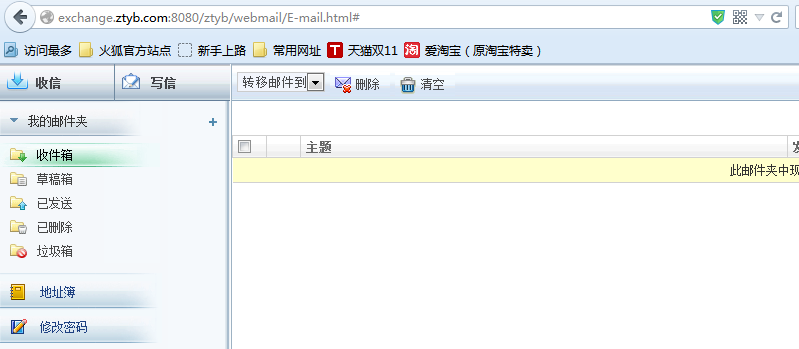 exchange.ztyb.com:8080/ztyb/webmail/E-mail.html#
访问最多 火狐官方站点 新手上路 常用网址 T 天猫双11 淘 爱淘宝（原淘宝特卖）
收信 写信 转移邮件到 删除 清空
我的邮件夹 +
主题
收件箱
此邮件夹中现
草稿箱
已发送
已删除
垃圾箱
地址簿
修改密码